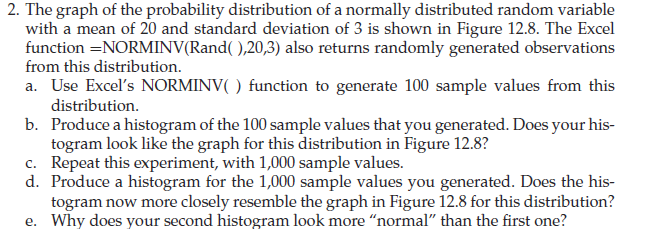 2. The graph of the probability distribution of a normally distributed random variable
with a mean of 20 and standard deviation of 3 is shown in Figure 12.8. The Excel
function =NORMINV(Rand( ),20,3) also returns randomly generated observations
from this distribution.
a. Use Excel's NORMINV( ) function to generate 100 sample values from this
distribution.
b. Produce a histogram of the 100 sample values that you generated. Does your his-
togram look like the graph for this distribution in Figure 12.8?
c. Repeat this experiment, with 1,000 sample values.
d. Produce a histogram for the 1,000 sample values you generated. Does the his-
togram now more closely resemble the graph in Figure 12.8 for this distribution?
e. Why does your second histogram look more “normal” than the first one?